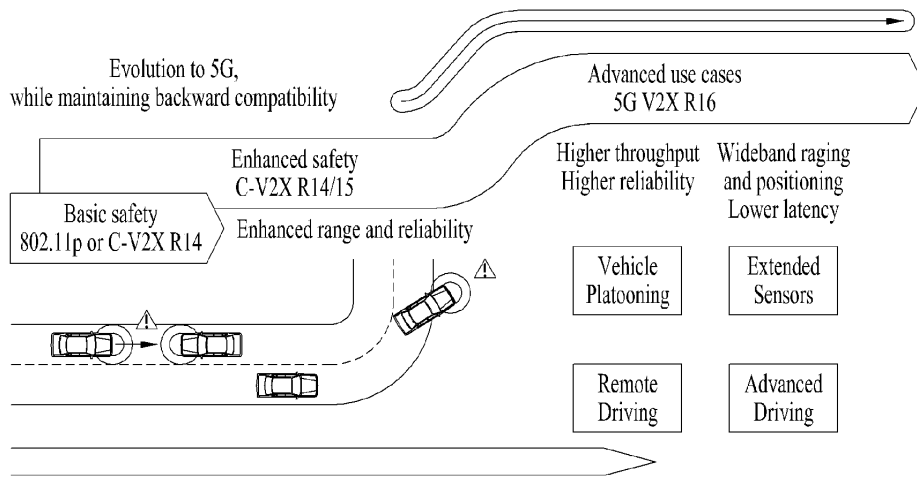 Evolution to 5G,
while maintaining backward compatibility
Advanced use cases
5G V2X R16
Enhanced safety
C-V2X R14/15
Basic safety
802.11p or C-V2X R14
Enhanced range and reliability
Higher throughput
Higher reliability
Wideband raging
and positioning
Lower latency
Vehicle
Platooning
Extended
Sensors
Remote
Driving
Advanced
Driving